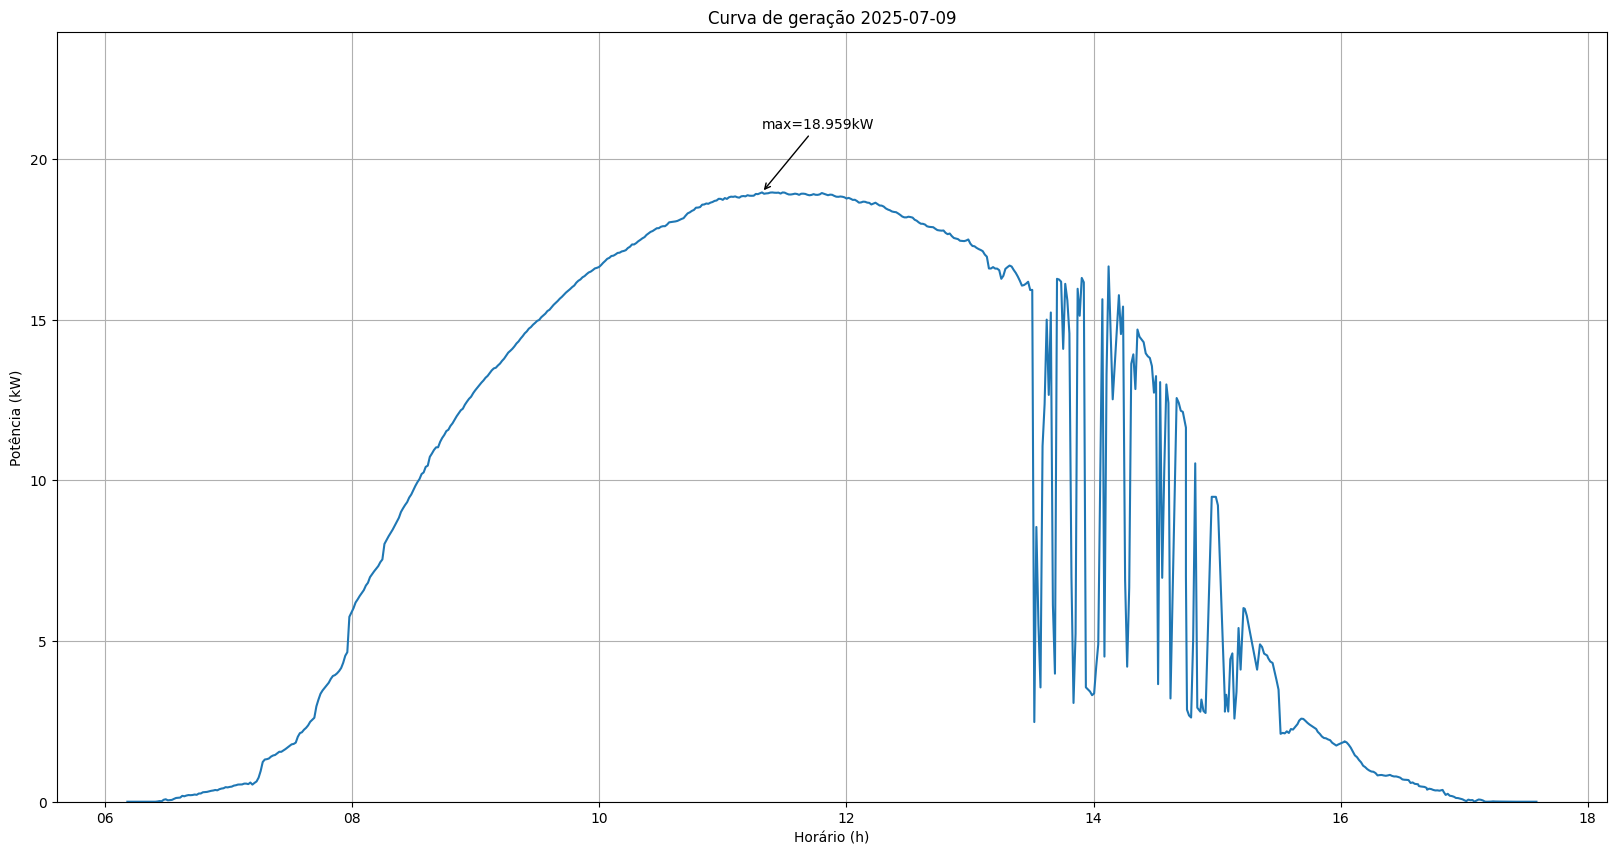 Curva de geração 2025-07-09
max=18.959kW
Potência (kW)
20
15
10
5
0
06 08 10 12 14 16 18
Horário (h)